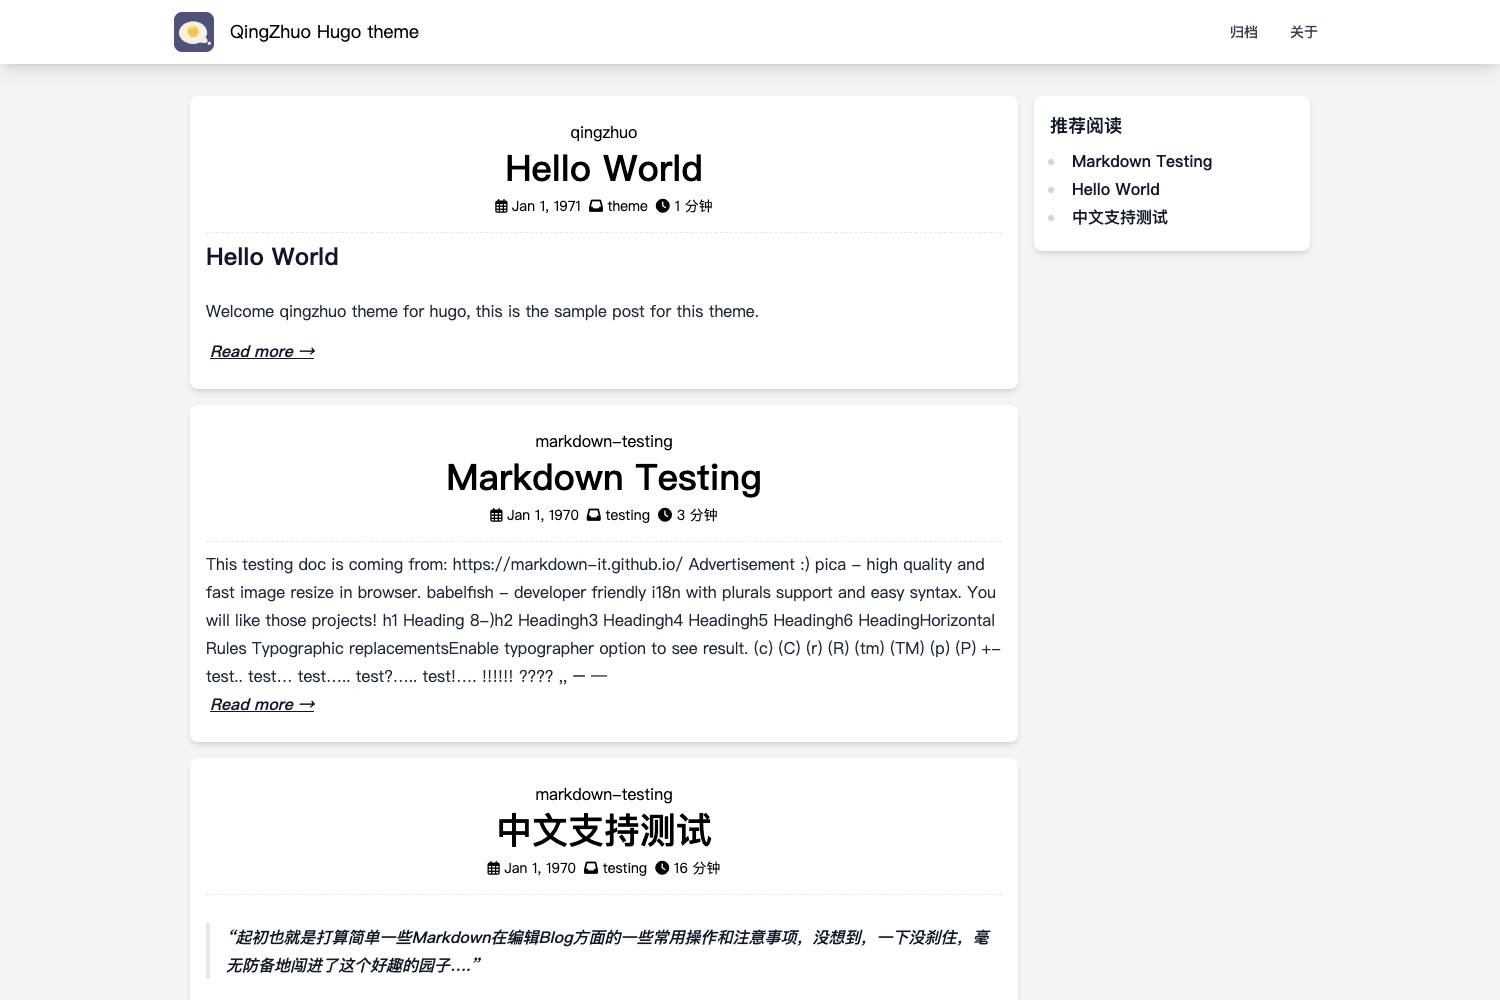 QingZhuo Hugo theme
归档
关于
qingzhuo
Hello World
Jan 1, 1971 theme 1 分钟
Hello World
Welcome qingzhuo theme for hugo, this is the sample post for this theme.
Read more →
markdown-testing
Markdown Testing
Jan 1, 1970 testing 3 分钟
This testing doc is coming from: https://markdown-it.github.io/ Advertisement :) pica - high quality and
fast image resize in browser. babelfish - developer friendly i18n with plurals support and easy syntax. You
will like those projects! h1 Heading 8-)h2 Headingh3 Headingh4 Headingh5 Headingh6 HeadingHorizontal
Rules Typographic replacementsEnable typographer option to see result. (c) (C) (r) (R) (tm) (TM) (p) (P) +-
test.. test… test….. test?….. test!…. !!!!!! ???? ,, – —
Read more →
markdown-testing
中文支持测试
Jan 1, 1970 testing 16 分钟
“起初也就是打算简单一些Markdown在编辑Blog方面的一些常用操作和注意事项，没想到，一下没刹住，毫
无防备地闯进了这个好趣的园子….”
推荐阅读
Markdown Testing
Hello World
中文支持测试